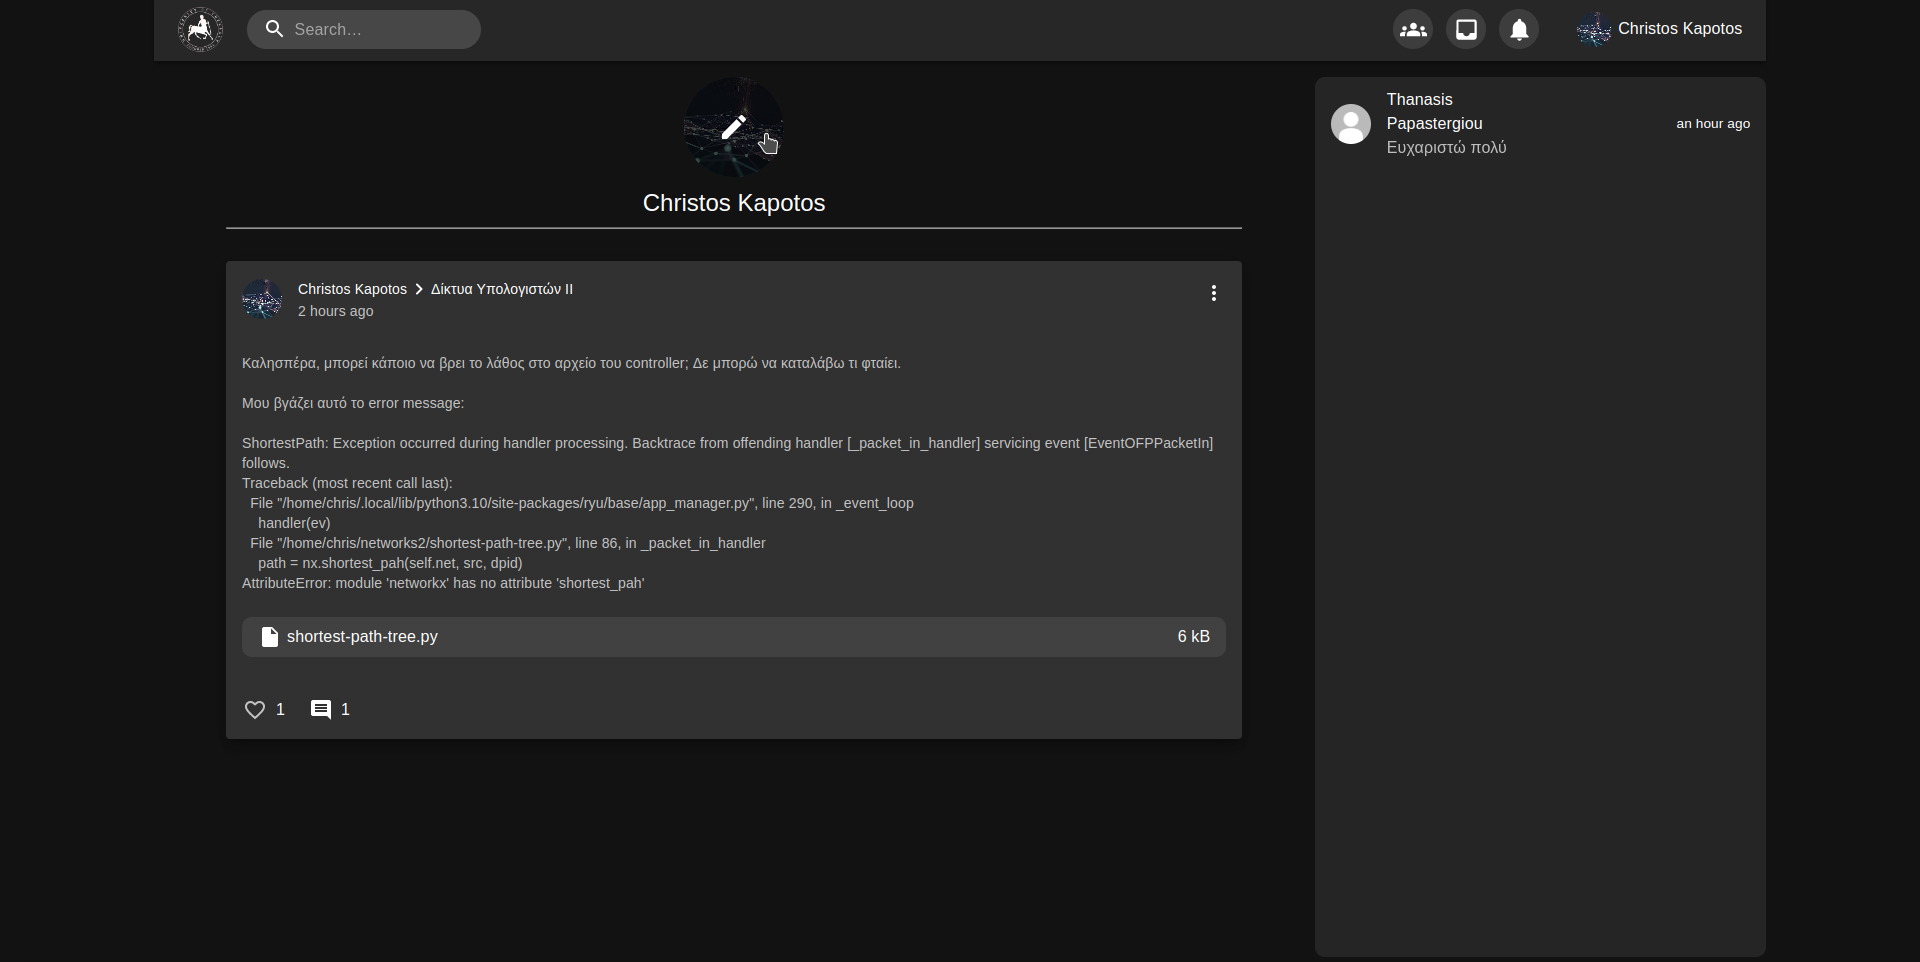 Search…
Christos Kapotos
Christos Kapotos
Christos Kapotos > Δίκτυα Υπολογιστών ΙΙ
2 hours ago
Καλησπέρα, μπορεί κάποιο να βρει το λάθος στο αρχείο του controller; Δε μπορώ να καταλάβω τι φταίει.
Μου βγάζει αυτό το error message:
ShortestPath: Exception occurred during handler processing. Backtrace from offending handler [_packet_in_handler] servicing event [EventOFPPacketIn]
follows.
Traceback (most recent call last):
File "/home/chris/.local/lib/python3.10/site-packages/ryu/base/app_manager.py", line 290, in _event_loop
handler(ev)
File "/home/chris/networks2/shortest-path-tree.py", line 86, in _packet_in_handler
path = nx.shortest_pah(self.net, src, dpid)
AttributeError: module 'networkx' has no attribute 'shortest_pah'
shortest-path-tree.py 6 kB
1 1
Thanasis
Papastergiou an hour ago
Ευχαριστώ πολύ